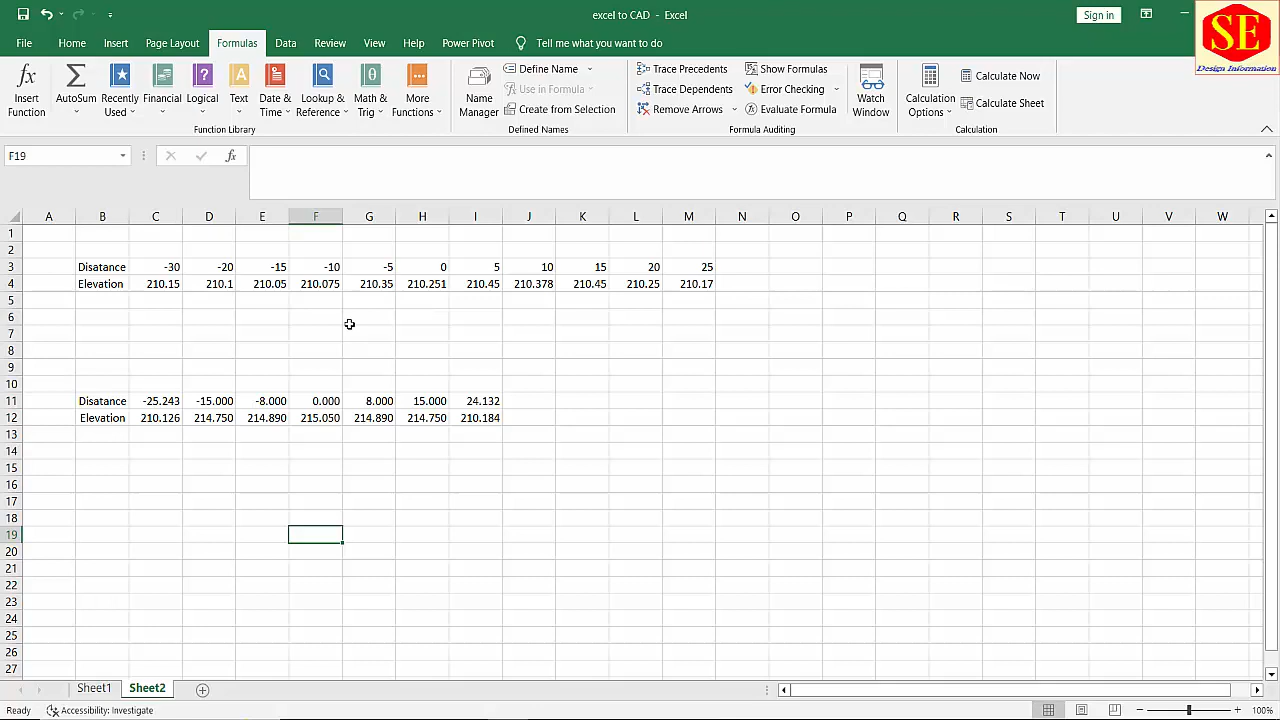 excel to CAD - Excel
Sign in
SE
Design Information
File Home Insert Page Layout Formulas Data Review View Help Power Pivot Tell me what you want to do
fx Insert Function
Σ AutoSum
Recently Used
Financial
Logical
Text
Date & Time
Lookup & Reference
Math & Trig
More Functions
Function Library
Name Manager
Use in Formula
Create from Selection
Defined Names
Trace Precedents
Trace Dependents
Remove Arrows
Error Checking
Evaluate Formula
Formula Auditing
Watch Window
Calculation Options
Calculate Now
Calculate Sheet
Calculation
F19 fx
A B C D E F G H I J K L M N O P Q R S T U V W
1
2
3 Disatance -30 -20 -15 -10 -5 0 5 10 15 20 25
4 Elevation 210.15 210.1 210.05 210.075 210.35 210.251 210.45 210.378 210.45 210.25 210.17
5
6
7
8
9
10
11 Disatance -25.243 -15.000 -8.000 0.000 8.000 15.000 24.132
12 Elevation 210.126 214.750 214.890 215.050 214.890 214.750 210.184
13
14
15
16
17
18
19
20
21
22
23
24
25
26
27
Sheet1 Sheet2
Ready Accessibility: Investigate 100%